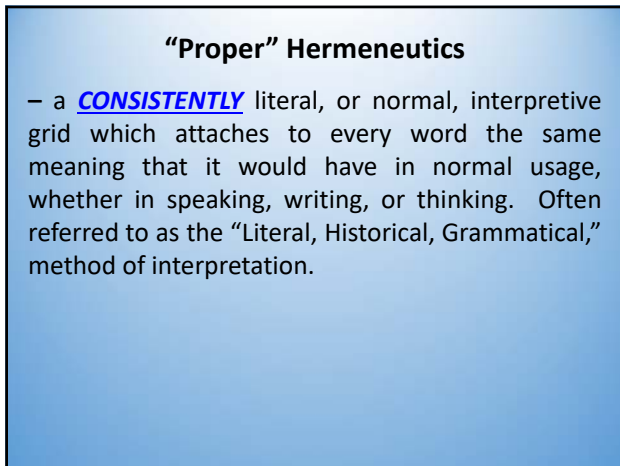 “Proper” Hermeneutics
– a CONSISTENTLY literal, or normal, interpretive
grid which attaches to every word the same
meaning that it would have in normal usage,
whether in speaking, writing, or thinking. Often
referred to as the “Literal, Historical, Grammatical,”
method of interpretation.